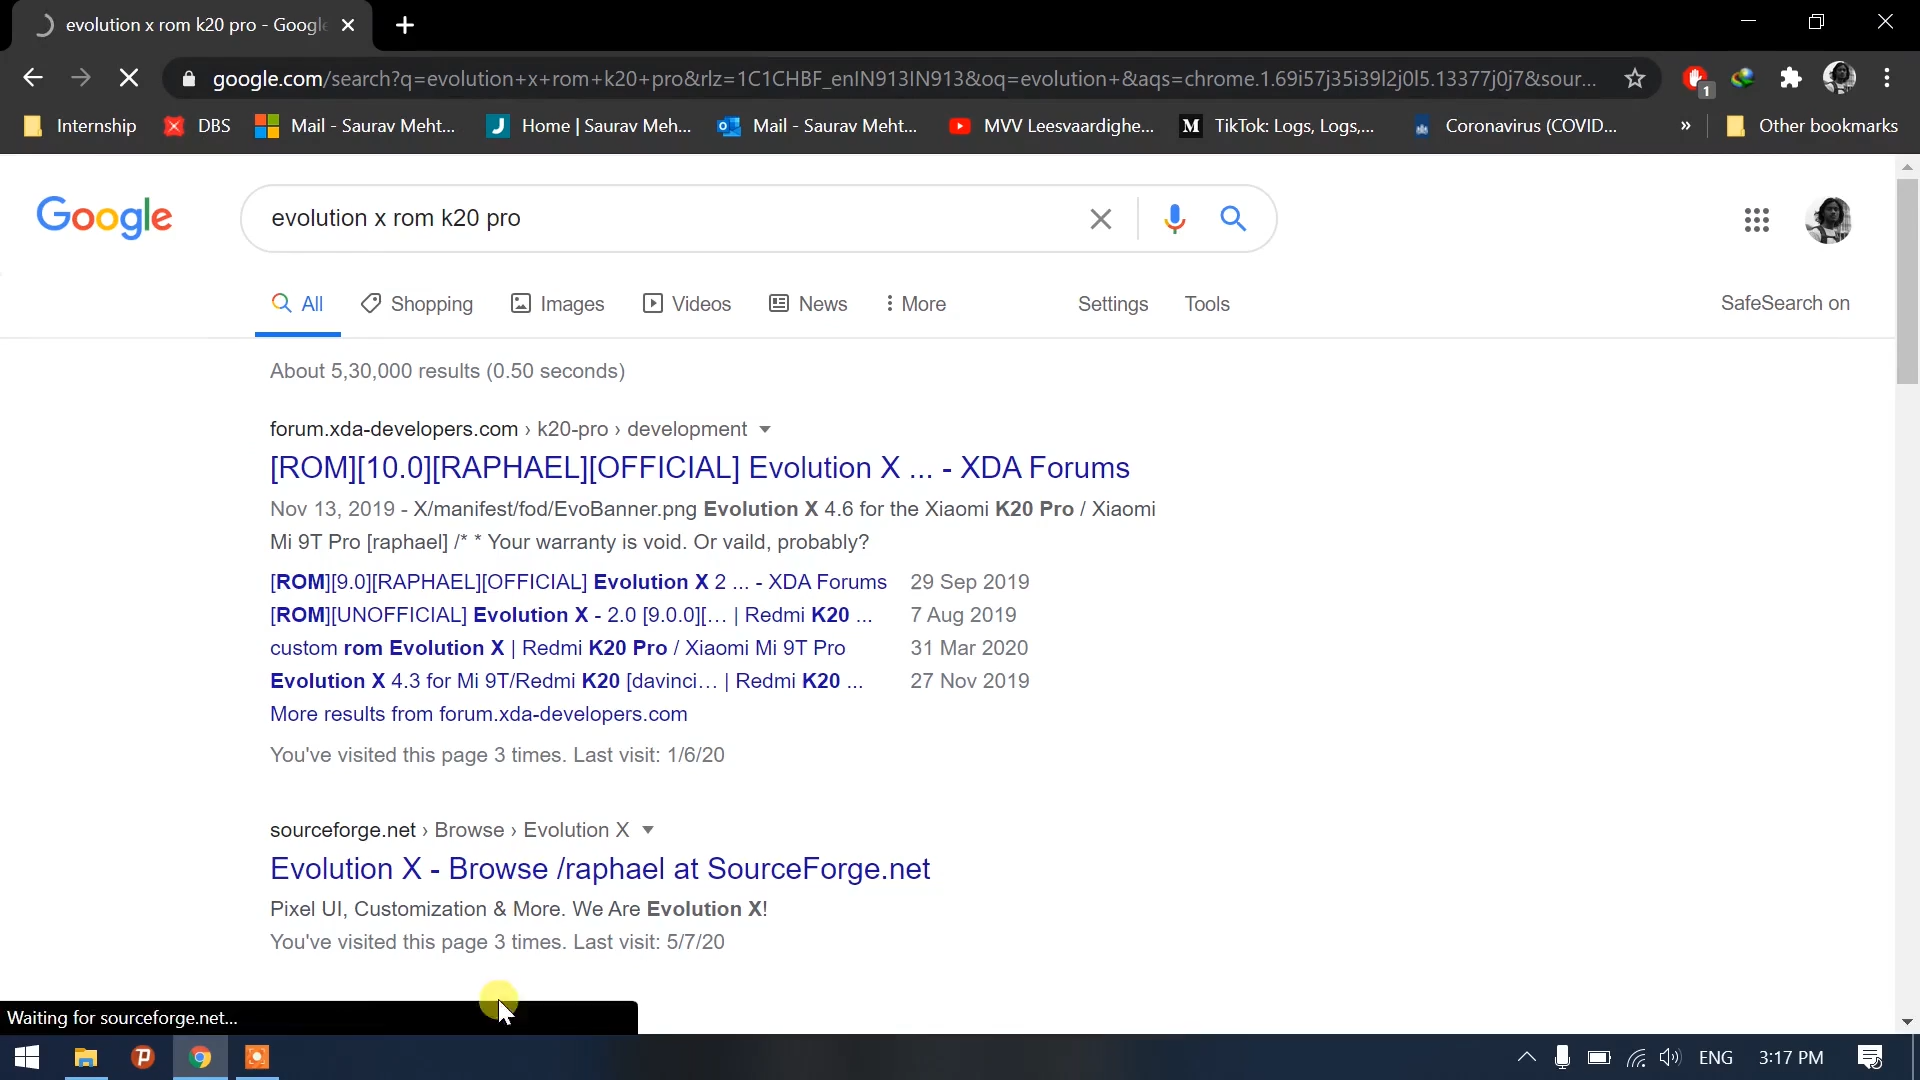 evolution x rom k20 pro - Google
google.com/search?q=evolution+x+rom+k20+pro&rlz=1C1CHBF_enIN913IN913&oq=evolution+&aqs=chrome.1.69i57j35i39l2j0l5.13377j0j7&sour...
1
Internship
DBS
Mail - Saurav Meht...
Home | Saurav Meh...
Mail - Saurav Meht...
MVV Leesvaardighe...
TikTok: Logs, Logs,...
Coronavirus (COVID...
»
Other bookmarks
Google
evolution x rom k20 pro
All
Shopping
Images
Videos
News
More
Settings
Tools
SafeSearch on
About 5,30,000 results (0.50 seconds)
forum.xda-developers.com › k20-pro › development
[ROM][10.0][RAPHAEL][OFFICIAL] Evolution X ... - XDA Forums
Nov 13, 2019 - X/manifest/fod/EvoBanner.png Evolution X 4.6 for the Xiaomi K20 Pro / Xiaomi
Mi 9T Pro [raphael] /* * Your warranty is void. Or vaild, probably?
[ROM][9.0][RAPHAEL][OFFICIAL] Evolution X 2 ... - XDA Forums 29 Sep 2019
[ROM][UNOFFICIAL] Evolution X - 2.0 [9.0.0][... | Redmi K20 ... 7 Aug 2019
custom rom Evolution X | Redmi K20 Pro / Xiaomi Mi 9T Pro 31 Mar 2020
Evolution X 4.3 for Mi 9T/Redmi K20 [davinci... | Redmi K20 ... 27 Nov 2019
More results from forum.xda-developers.com
You've visited this page 3 times. Last visit: 1/6/20
sourceforge.net › Browse › Evolution X
Evolution X - Browse /raphael at SourceForge.net
Pixel UI, Customization & More. We Are Evolution X!
You've visited this page 3 times. Last visit: 5/7/20
Waiting for sourceforge.net...
ENG
3:17 PM